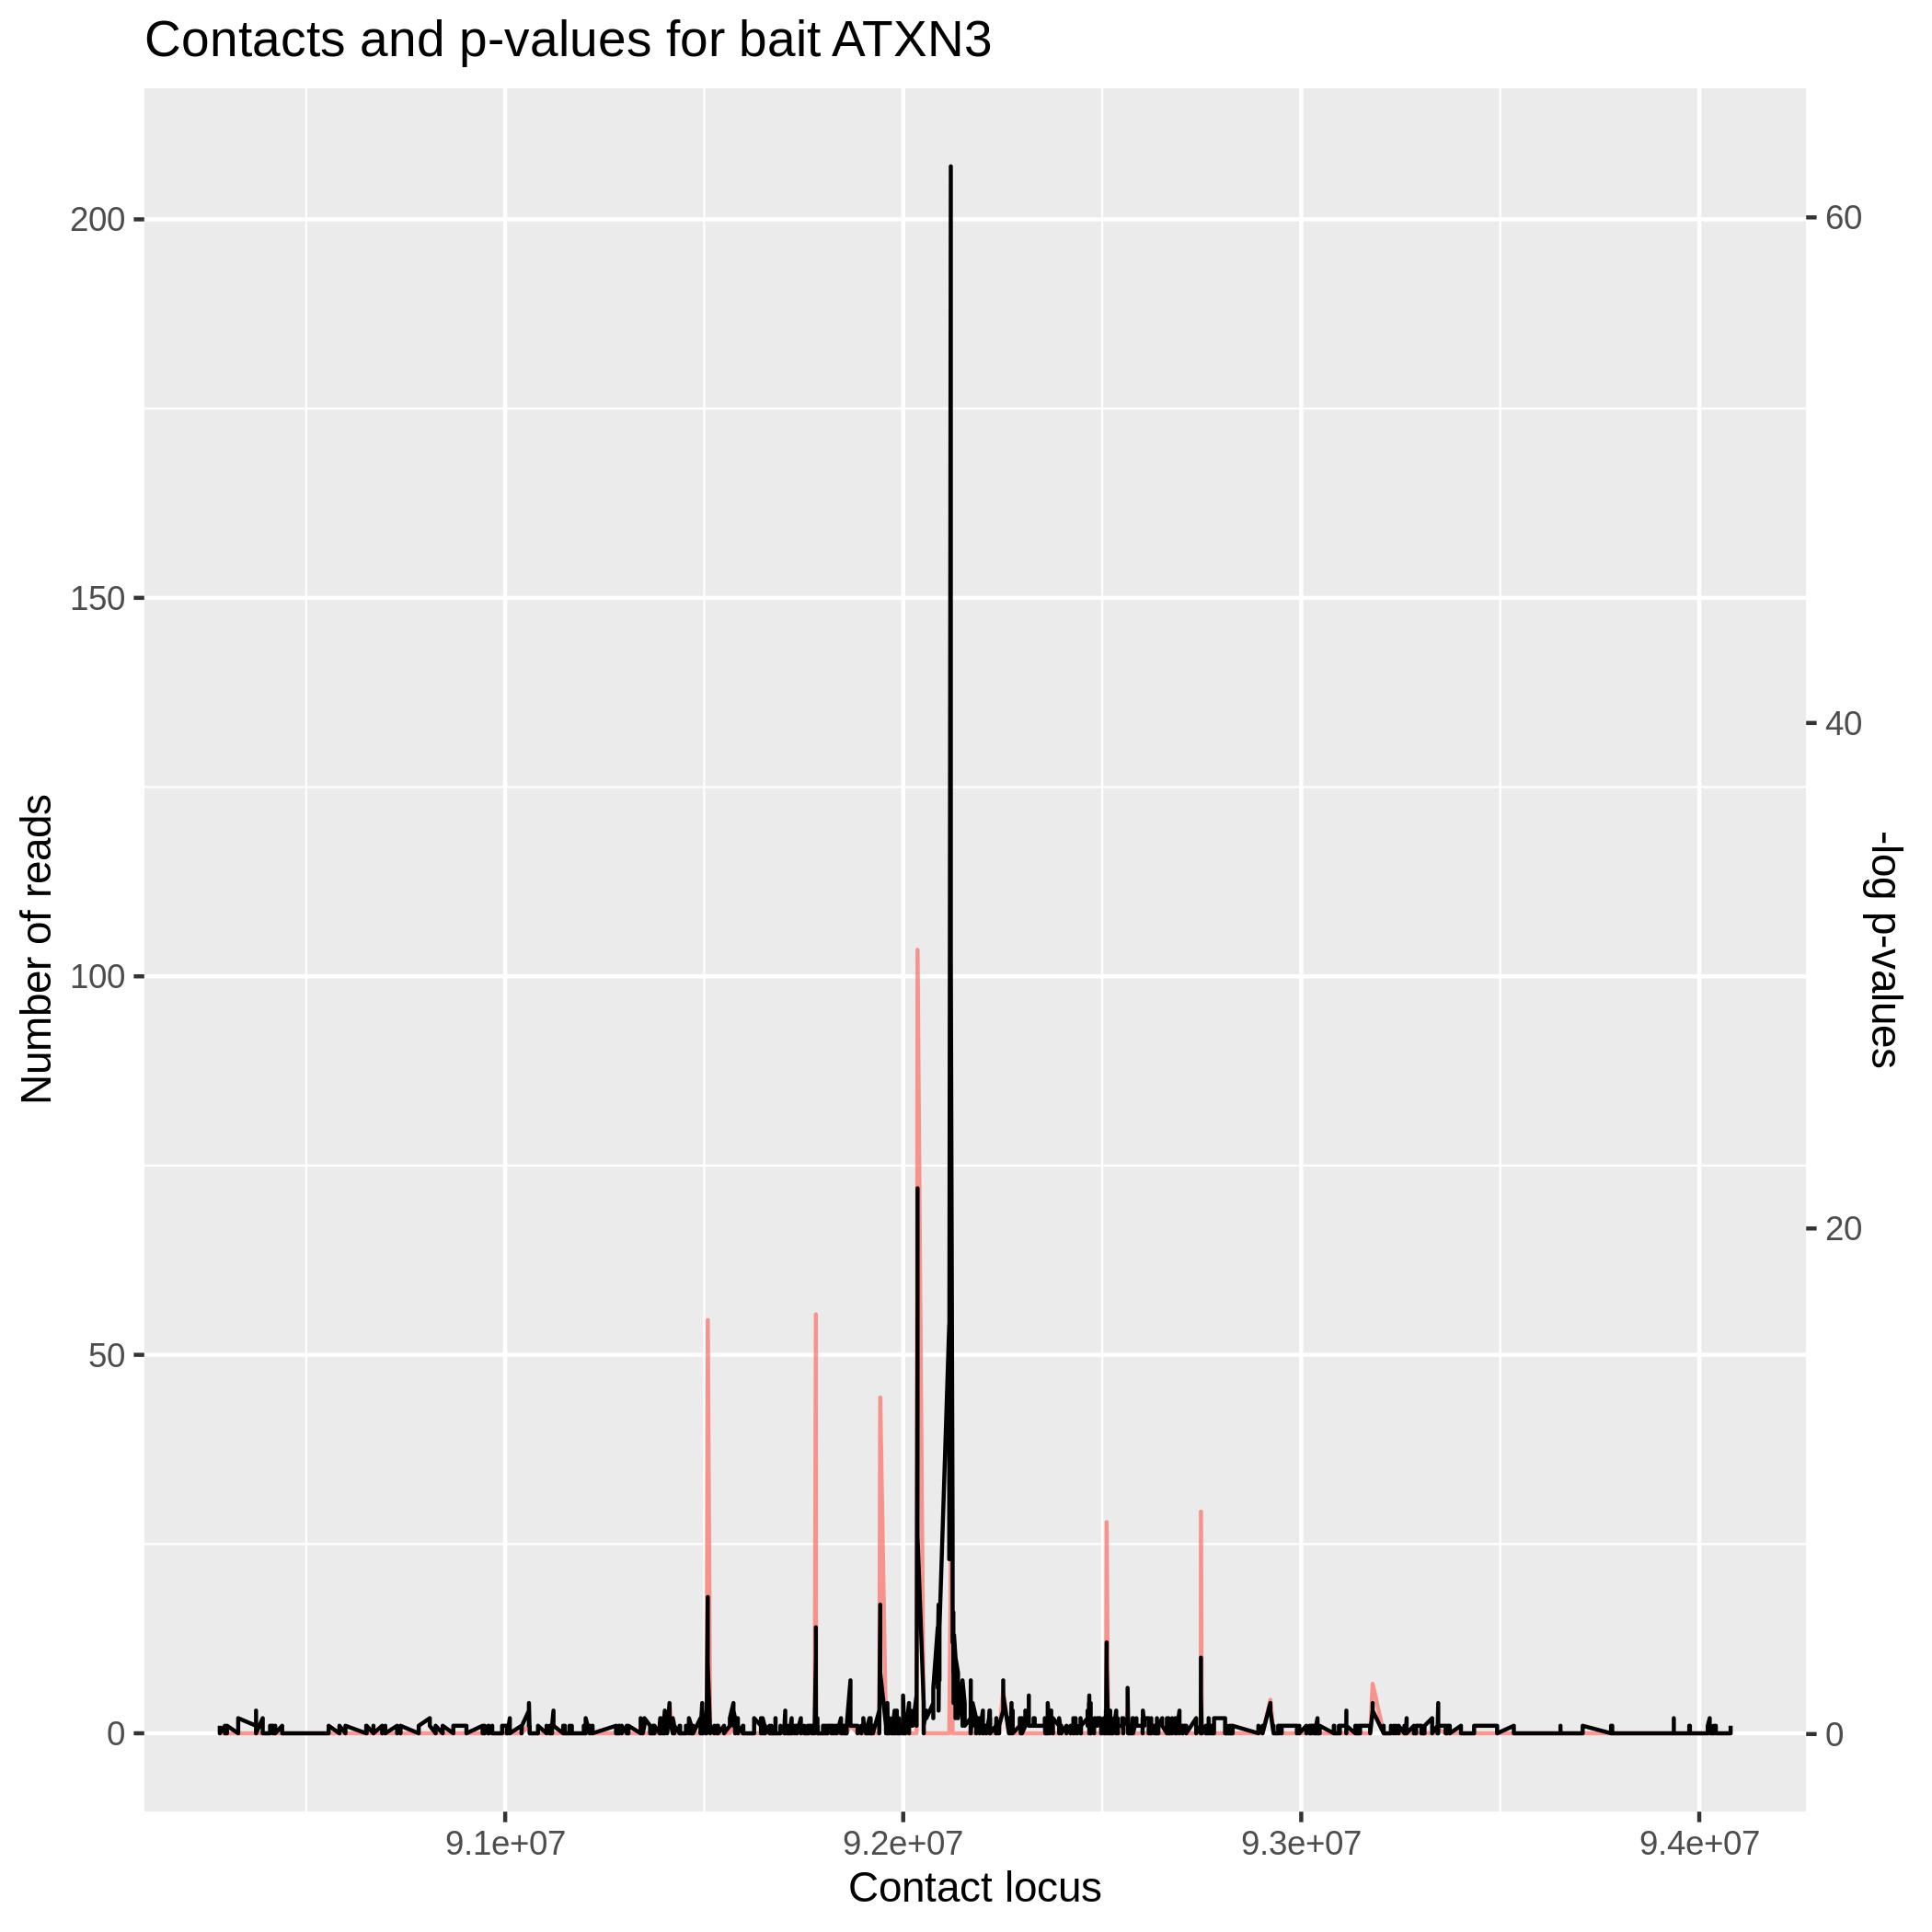 Contacts and p-values for bait ATXN3
200
150
100
50
0
Number of reads
60
40
20
0
-log p-values
9.1e+07
9.2e+07
9.3e+07
9.4e+07
Contact locus